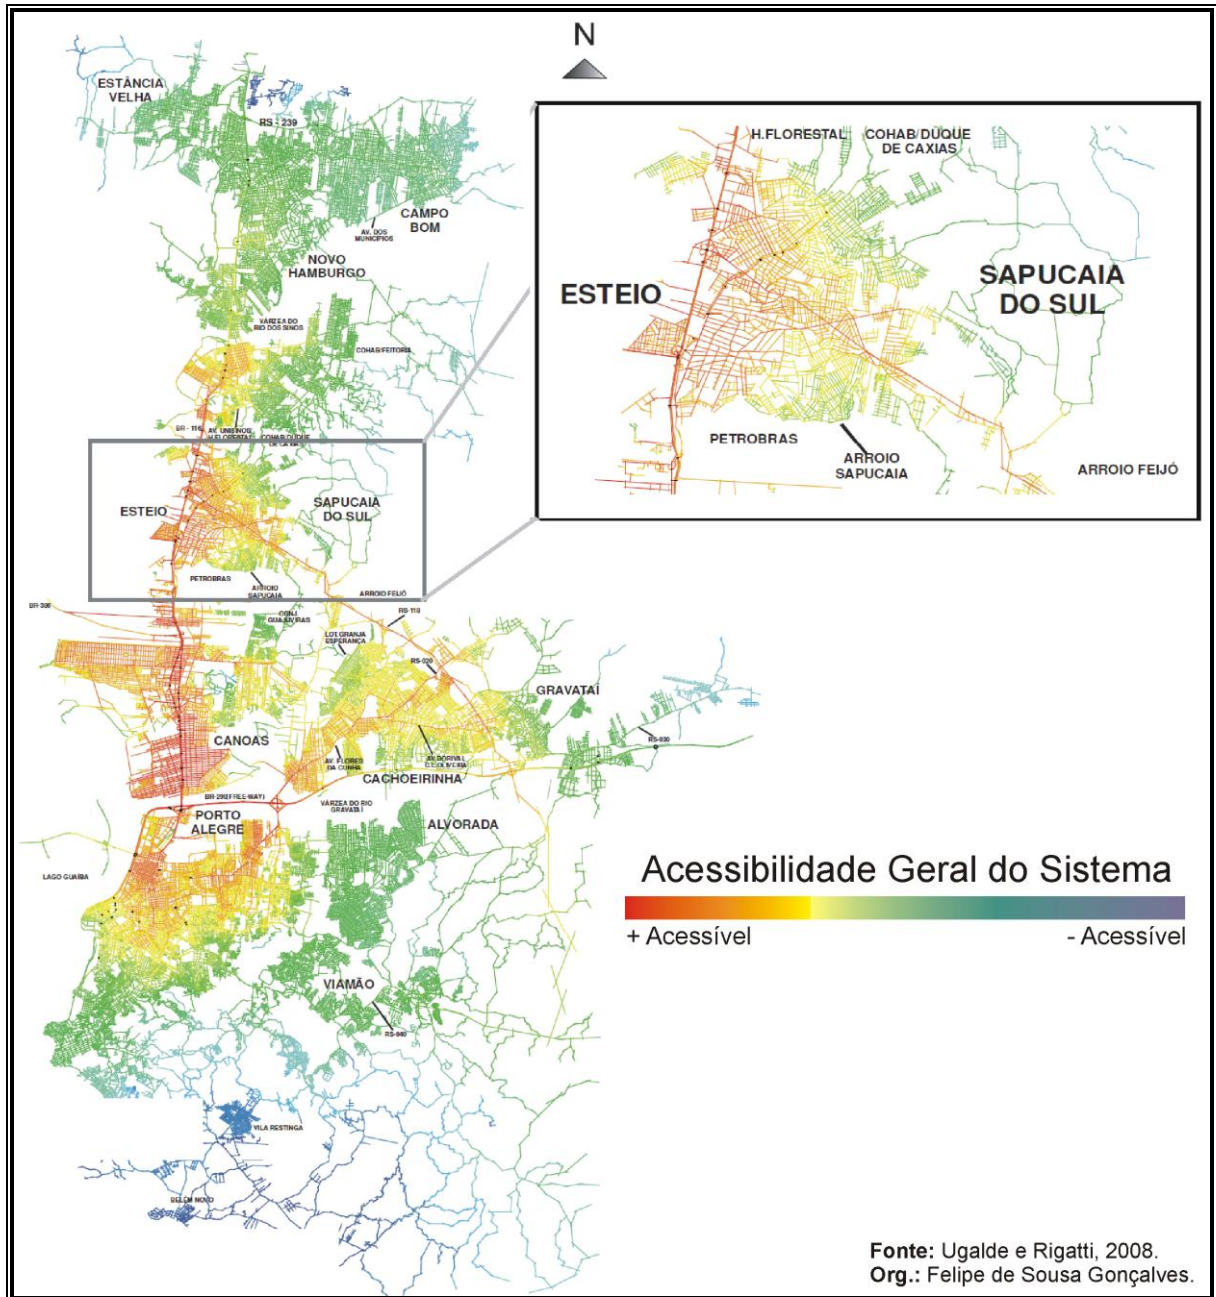 N
ESTÂNCIA
VELHA
RS - 239
CAMPO
BOM
AV. DOS
MUNICÍPIOS
NOVO
HAMBURGO
VÁRZEA DO
RIO DOS SINOS
COHAB/FEITORIA
BR - 116
AV. UNISINOS/
H.FLORESTAL
COHAB/DUQUE
DE CAXIAS
ESTEIO
SAPUCAIA
DO SUL
PETROBRAS
ARROIO
SAPUCAIA
ARROIO FEIJÓ
H.FLORESTAL
COHAB/DUQUE
DE CAXIAS
ESTEIO
SAPUCAIA
DO SUL
PETROBRAS
ARROIO
SAPUCAIA
ARROIO FEIJÓ
BR-386
CONJ.
GUAJUVIRAS
RS-118
LOT. GRANJA
ESPERANÇA
RS-020
GRAVATAÍ
RS-030
CANOAS
AV. FLORES
DA CUNHA
AV. DORIVAL
C.L. OLIVEIRA
CACHOEIRINHA
BR-290(FREE-WAY)
VÁRZEA DO RIO
GRAVATAÍ
PORTO
ALEGRE
ALVORADA
LAGO GUAÍBA
VIAMÃO
RS-040
VILA RESTINGA
BELÉM NOVO
Acessibilidade Geral do Sistema
+ Acessível
- Acessível
Fonte: Ugalde e Rigatti, 2008.
Org.: Felipe de Sousa Gonçalves.